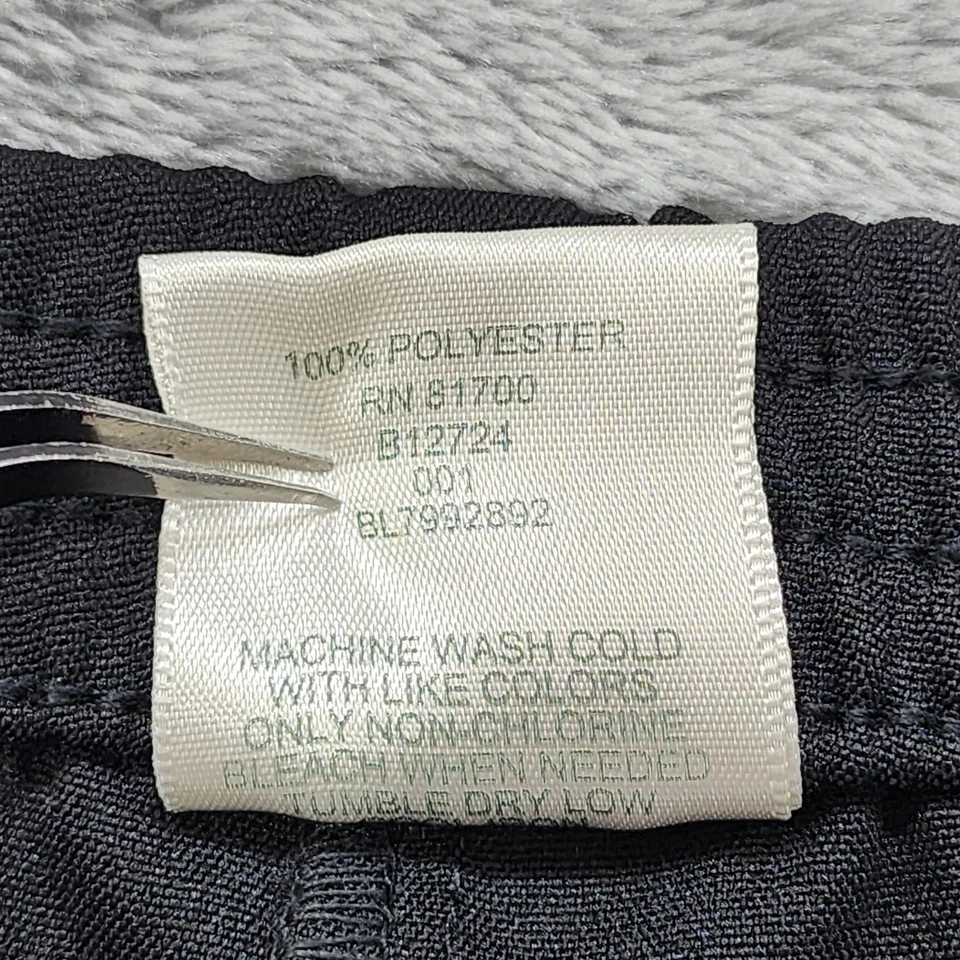 100% POLYESTER
RN 81700
B12724
001
BL7992892
MACHINE WASH COLD
WITH LIKE COLORS
ONLY NON-CHLORINE
BLEACH WHEN NEEDED
TUMBLE DRY LOW